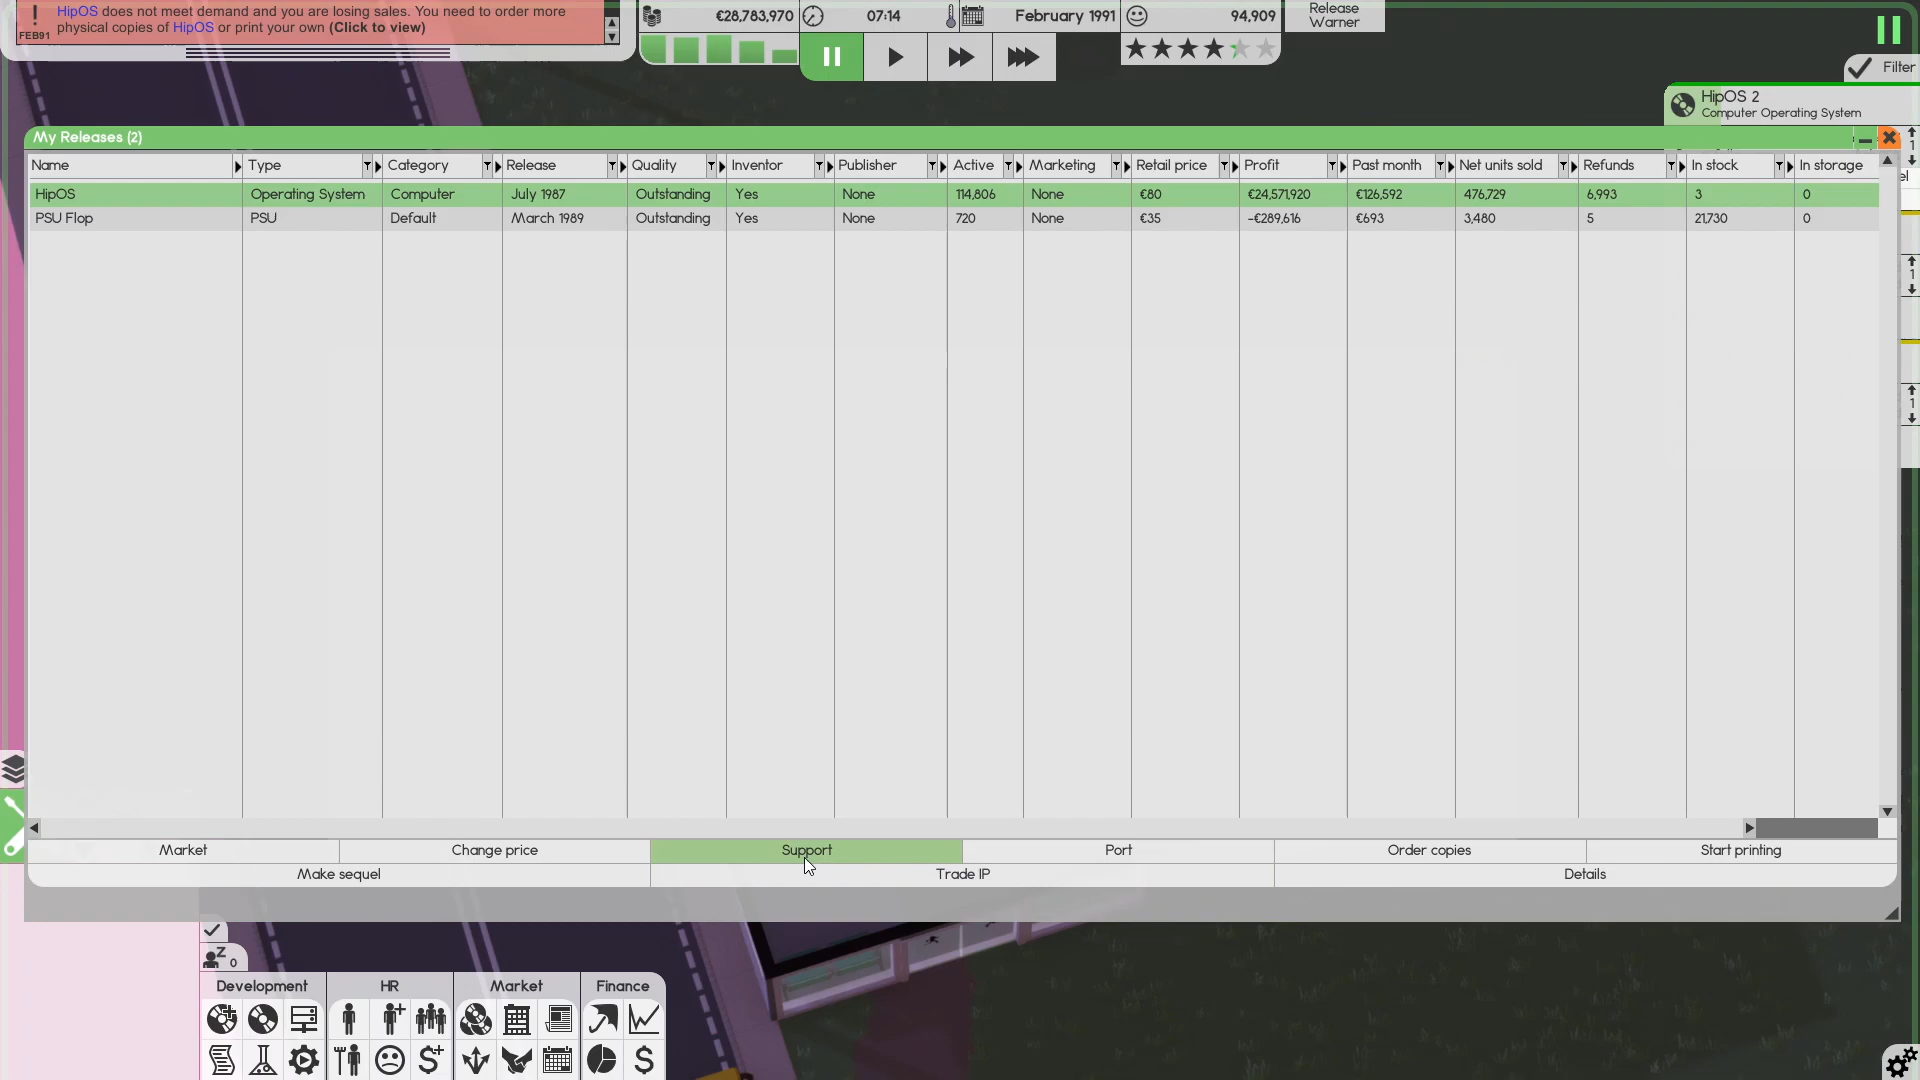 HipOS does not meet demand and you are losing sales. You need to order more
FEB91 physical copies of HipOS or print your own (Click to view)
€28,783,970 07:14 February 1991 94,909
Release
Warner
Filter
HipOS 2
Computer Operating System
My Releases (2)
Name Type Category Release Quality Inventor Publisher Active Marketing Retail price Profit Past month Net units sold Refunds In stock In storage
HipOS Operating System Computer July 1987 Outstanding Yes None 114,806 None €80 €24,571,920 €126,592 476,729 6,993 3 0
PSU Flop PSU Default March 1989 Outstanding Yes None 720 None €35 -€289,616 €693 3,480 5 21,730 0
1
1
1
Market Change price Support Port Order copies Start printing
Make sequel Trade IP Details
Z
0
Development HR Market Finance